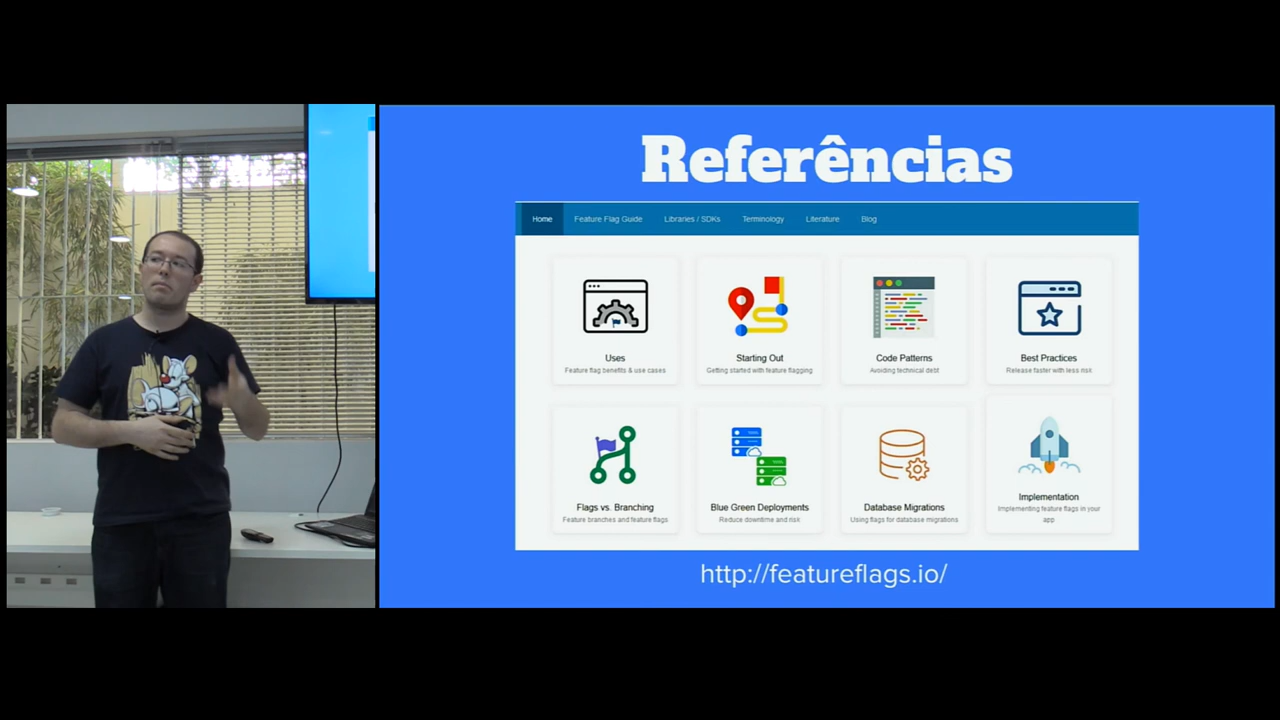 Referências
Home Feature Flag Guide Libraries / SDKs Terminology Literature Blog
Uses
Feature flag benefits & use cases
Starting Out
Getting started with feature flagging
Code Patterns
Avoiding technical debt
Best Practices
Release faster with less risk
Flags vs. Branching
Feature branches and feature flags
Blue Green Deployments
Reduce downtime and risk
Database Migrations
Using flags for database migrations
Implementation
Implementing feature flags in your
app
http://featureflags.io/